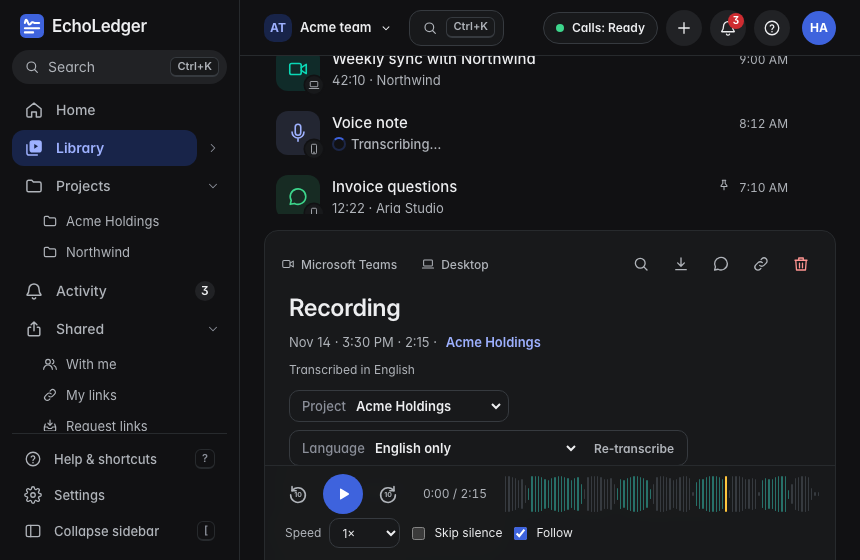 EchoLedger
Search Ctrl+K
Home
Library
Projects
Acme Holdings
Northwind
Activity 3
Shared
With me
My links
Request links
Help & shortcuts ?
Settings
Collapse sidebar [
AT Acme team Ctrl+K Calls: Ready 3 HA
Weekly sync with Northwind 9:00 AM
42:10 · Northwind
Voice note 8:12 AM
Transcribing...
Invoice questions 7:10 AM
12:22 · Aria Studio
Microsoft Teams Desktop
Recording
Nov 14 · 3:30 PM · 2:15 · Acme Holdings
Transcribed in English
Project Acme Holdings
Language English only Re-transcribe
10 10 0:00 / 2:15
Speed 1× Skip silence Follow